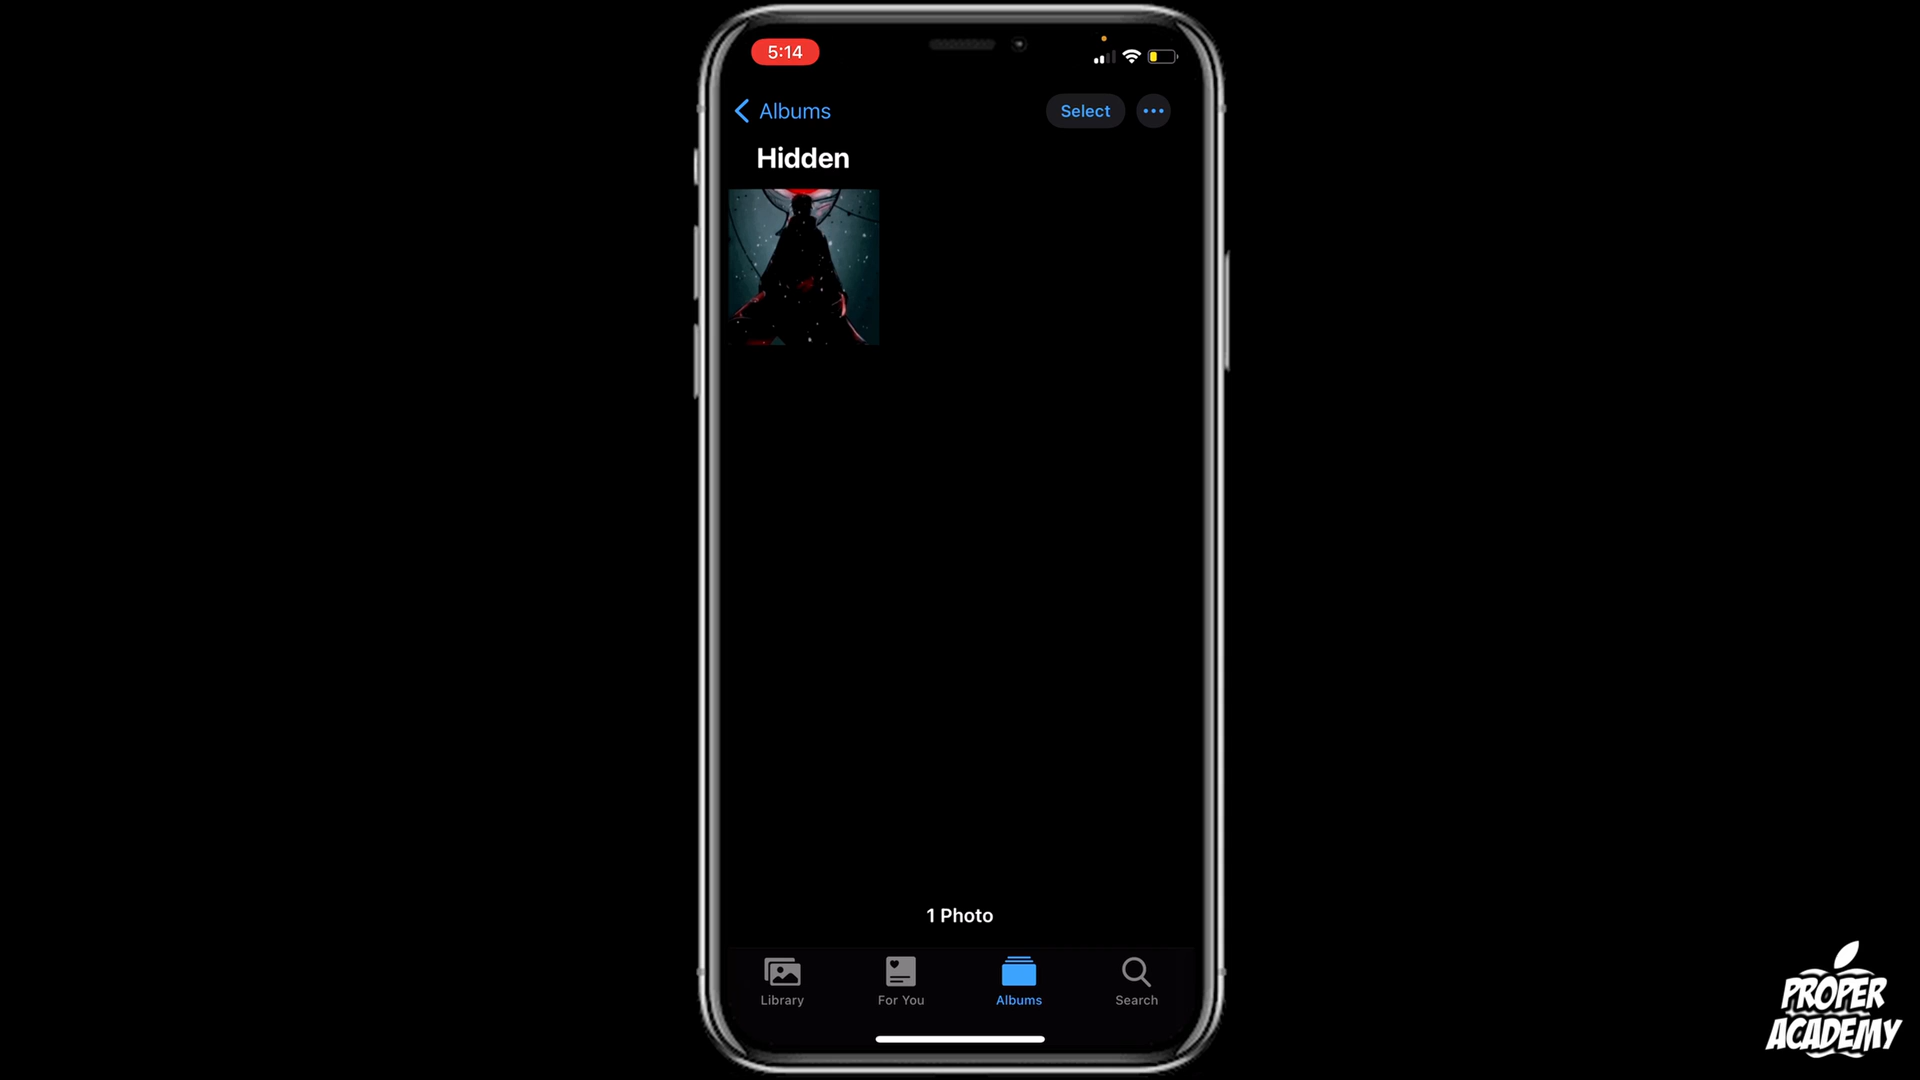 5:14
Albums
Select
Hidden
1 Photo
Library
For You
Albums
Search
PROPER
ACADEMY